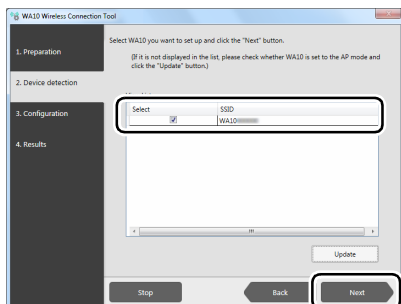 WA10 Wireless Connection Tool
Select WA10 you want to set up and click the "Next" button.
(If it is not displayed in the list, please check whether WA10 is set to the AP mode and
click the "Update" button.)
1. Preparation
2. Device detection
3. Configuration
4. Results
Select SSID
WA10
Update
Stop Back Next